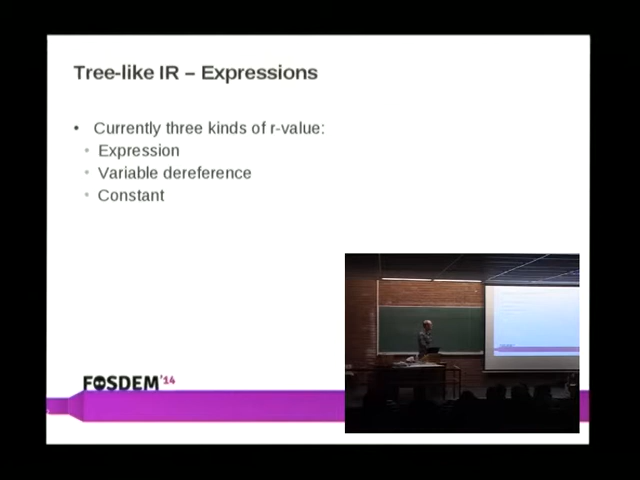 Tree-like IR – Expressions
• Currently three kinds of r-value:
• Expression
• Variable dereference
• Constant
FOSDEM'14